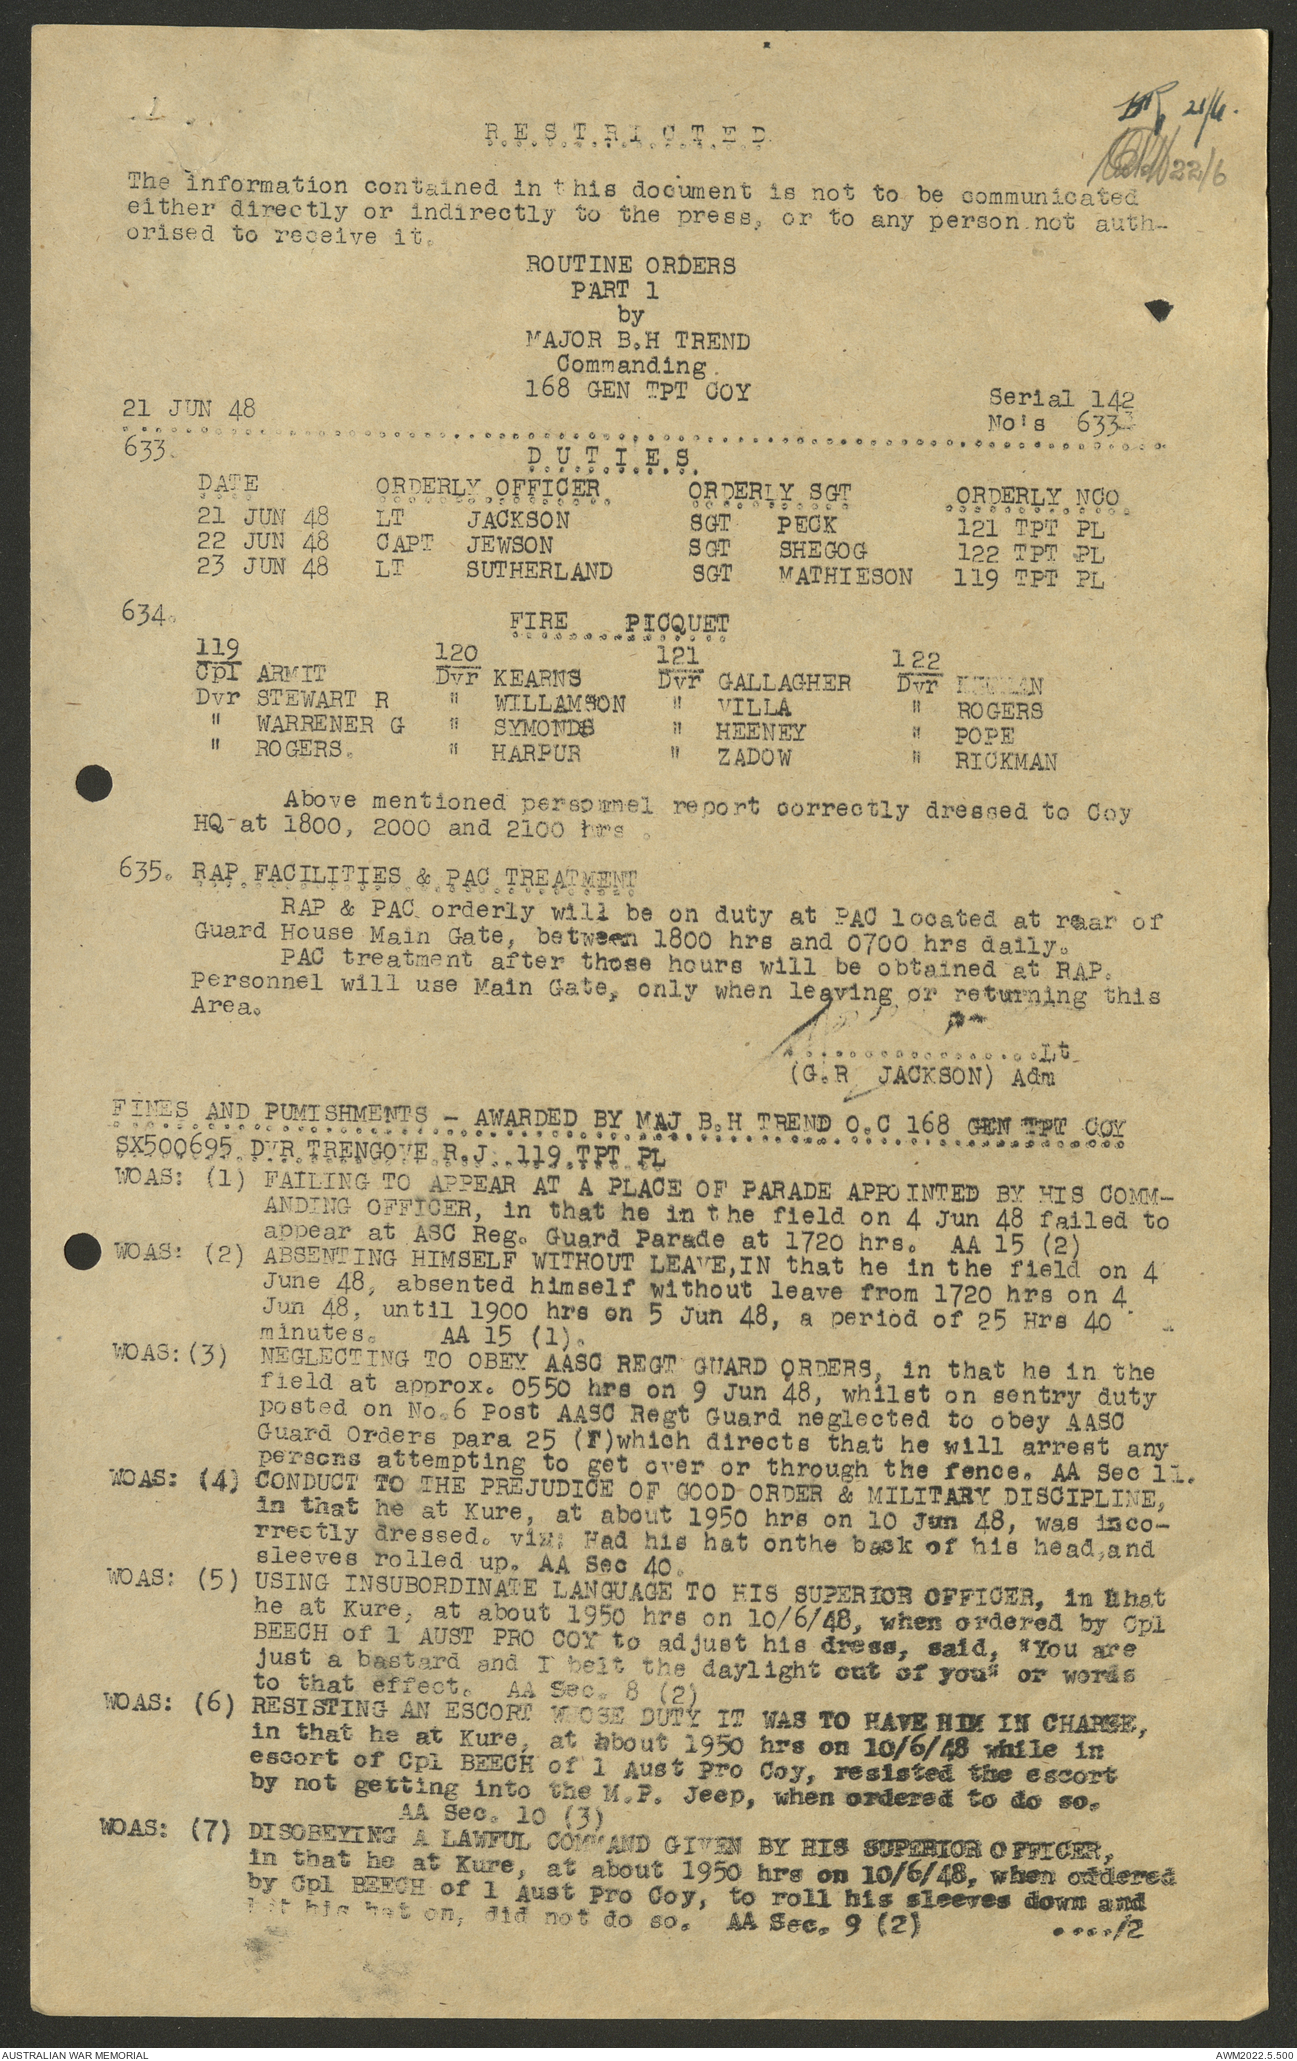 1
21/6.
22/6
RESTRICTED
The information contained in this document is not to be communicated
either directly or indirectly to the press, or to any person not auth-
orised to receive it.
ROUTINE ORDERS
PART 1
by
MAJOR B.H TREND
Commanding
168 GEN TPT COY
21 JUN 48 Serial 142
No's 633
633. DUTIES
DATE ORDERLY OFFICER ORDERLY SGT ORDERLY NCO
21 JUN 48 LT JACKSON SGT PECK 121 TPT PL
22 JUN 48 CAPT JEWSON SGT SHEGOG 122 TPT PL
23 JUN 48 LT SUTHERLAND SGT MATHIESON 119 TPT PL
634. FIRE PICQUET
119 120 121 122
Cpl ARMIT Dvr KEARNS Dvr GALLAGHER Dvr
Dvr STEWART R " WILLAMSON " VILLA " ROGERS
" WARRENER G " SYMONDS " HEENEY " POPE
" ROGERS. " HARPUR " ZADOW " RICKMAN
Above mentioned personnel report correctly dressed to Coy
HQ-at 1800, 2000 and 2100 hrs.
635. RAP FACILITIES & PAC TREATMENT
RAP & PAC orderly will be on duty at PAC located at raar of
Guard House Main Gate, between 1800 hrs and 0700 hrs daily.
PAC treatment after those hours will be obtained at RAP.
Personnel will use Main Gate, only when leaving or returning this
Area.
..................Lt
(G.R JACKSON) Adm
FINES AND PUMISHMENTS - AWARDED BY MAJ B.H TREND O.C 168 GEN TPT COY
SX500695 DVR TRENGOVE R.J. 119 TPT PL
WOAS: (1) FAILING TO APPEAR AT A PLACE OF PARADE APPOINTED BY HIS COMM-
ANDING OFFICER, in that he in the field on 4 Jun 48 failed to
appear at ASC Reg. Guard Parade at 1720 hrs. AA 15 (2)
WOAS: (2) ABSENTING HIMSELF WITHOUT LEAVE,IN that he in the field on 4
June 48, absented himself without leave from 1720 hrs on 4
Jun 48, until 1900 hrs on 5 Jun 48, a period of 25 Hrs 40
minutes. AA 15 (1).
WOAS:(3) NEGLECTING TO OBEY AASC REGT GUARD ORDERS, in that he in the
field at approx. 0550 hrs on 9 Jun 48, whilst on sentry duty
posted on No.6 Post AASC Regt Guard neglected to obey AASC
Guard Orders para 25 (F)which directs that he will arrest any
persons attempting to get over or through the fence. AA Sec 11.
WOAS: (4) CONDUCT TO THE PREJUDICE OF GOOD ORDER & MILITARY DISCIPLINE,
in that he at Kure, at about 1950 hrs on 10 Jun 48, was inco-
rrectly dressed. viz; Had his hat onthe back of his head,and
sleeves rolled up. AA Sec 40.
WOAS: (5) USING INSUBORDINATE LANGUAGE TO HIS SUPERIOR OFFICER, in that
he at Kure, at about 1950 hrs on 10/6/48, when ordered by Cpl
BEECH of 1 AUST PRO COY to adjust his dress, said, "You are
just a bastard and I belt the daylight out of you" or words
to that effect. AA Sec. 8 (2)
WOAS: (6) RESISTING AN ESCORT WHOSE DUTY IT WAS TO HAVE HIM IN CHARGE,
in that he at Kure, at about 1950 hrs on 10/6/48 while in
escort of Cpl BEECH of 1 Aust Pro Coy, resisted the escort
by not getting into the M.P. Jeep, when ordered to do so.
AA Sec. 10 (3)
WOAS: (7) DISOBEYING A LAWFUL COMMAND GIVEN BY HIS SUPERIOR OFFICER,
in that he at Kure, at about 1950 hrs on 10/6/48, when ordered
by Cpl BEECH of 1 Aust Pro Coy, to roll his sleeves down and
his hat on, did not do so. AA Sec. 9 (2)
..../2
AUSTRALIAN WAR MEMORIAL AWM2022.5.500